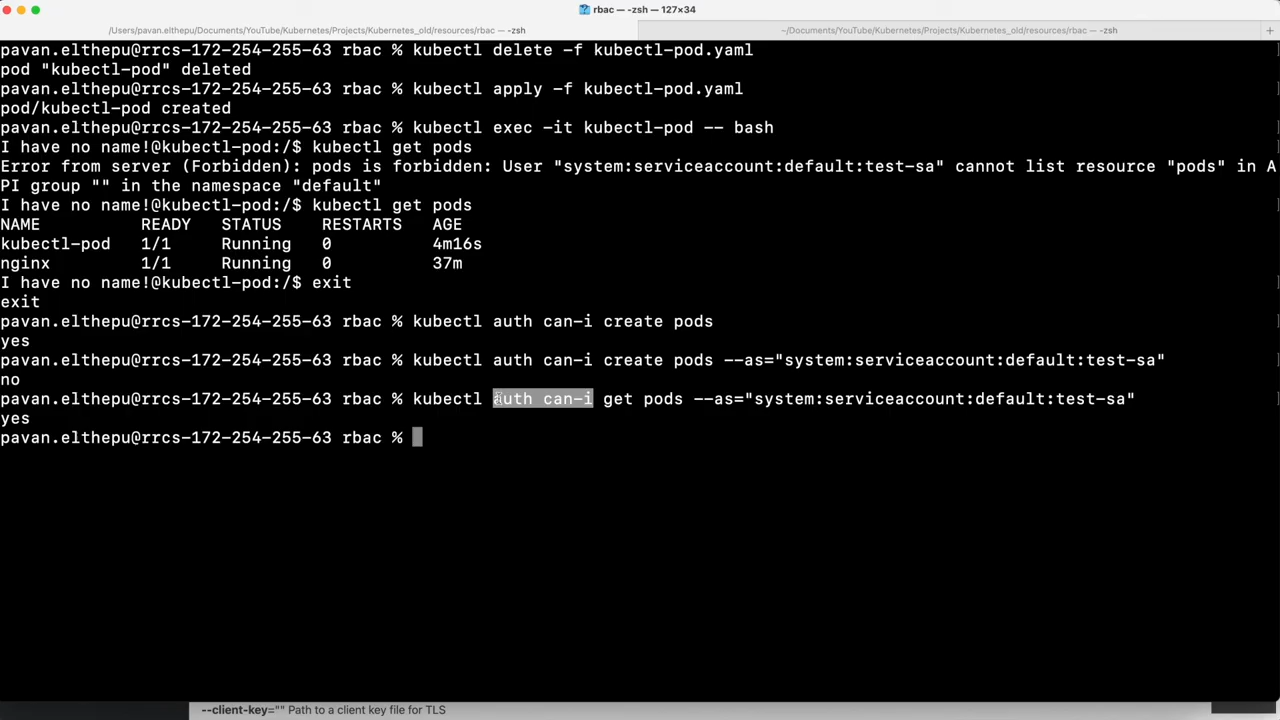 rbac — -zsh — 127×34
/Users/pavan.elthepu/Documents/YouTube/Kubernetes/Projects/Kubernetes_old/resources/rbac — -zsh
~/Documents/YouTube/Kubernetes/Projects/Kubernetes_old/resources/rbac — -zsh
pavan.elthepu@rrcs-172-254-255-63 rbac % kubectl delete -f kubectl-pod.yaml
pod "kubectl-pod" deleted
pavan.elthepu@rrcs-172-254-255-63 rbac % kubectl apply -f kubectl-pod.yaml
pod/kubectl-pod created
pavan.elthepu@rrcs-172-254-255-63 rbac % kubectl exec -it kubectl-pod -- bash
I have no name!@kubectl-pod:/$ kubectl get pods
Error from server (Forbidden): pods is forbidden: User "system:serviceaccount:default:test-sa" cannot list resource "pods" in A
PI group "" in the namespace "default"
I have no name!@kubectl-pod:/$ kubectl get pods
NAME READY STATUS RESTARTS AGE
kubectl-pod 1/1 Running 0 4m16s
nginx 1/1 Running 0 37m
I have no name!@kubectl-pod:/$ exit
exit
pavan.elthepu@rrcs-172-254-255-63 rbac % kubectl auth can-i create pods
yes
pavan.elthepu@rrcs-172-254-255-63 rbac % kubectl auth can-i create pods --as="system:serviceaccount:default:test-sa"
no
pavan.elthepu@rrcs-172-254-255-63 rbac % kubectl auth can-i get pods --as="system:serviceaccount:default:test-sa"
yes
pavan.elthepu@rrcs-172-254-255-63 rbac %
--client-key="" Path to a client key file for TLS